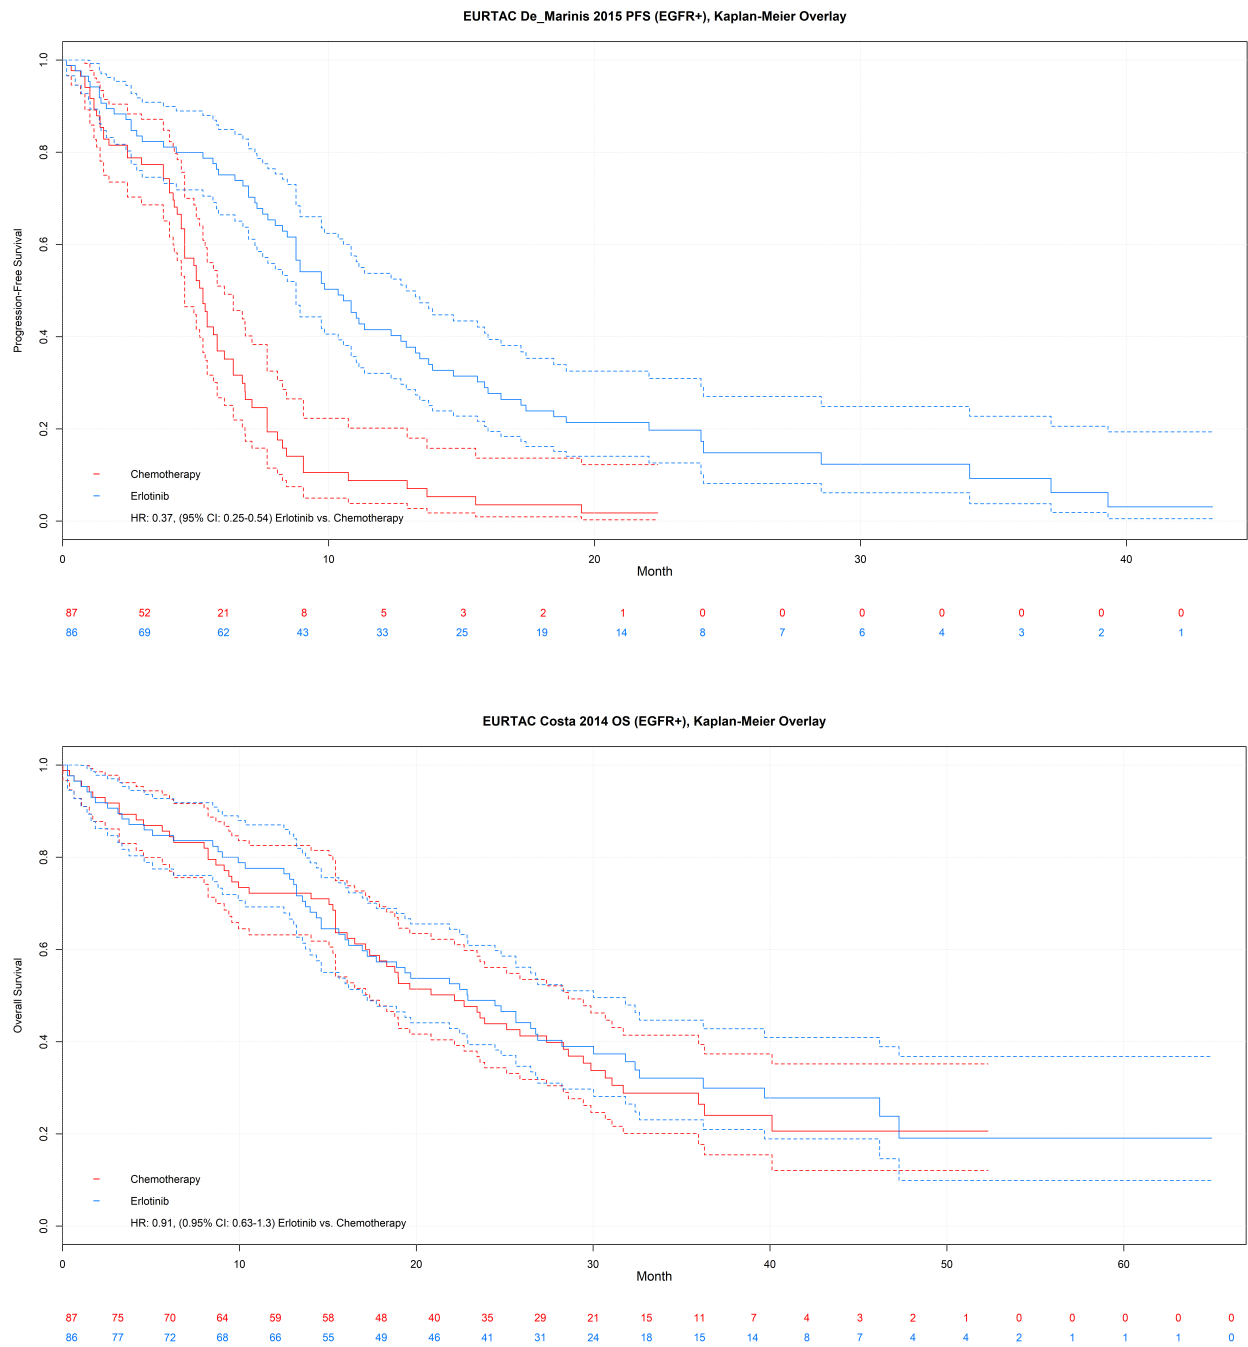 EURTAC De_Marinis 2015 PFS (EGFR+), Kaplan-Meier Overlay
Progression-Free Survival
1.0
0.8
0.6
0.4
0.2
0.0
Chemotherapy
Erlotinib
HR: 0.37, (95% CI: 0.25-0.54) Erlotinib vs. Chemotherapy
0 10 20 30 40
Month
87 52 21 8 5 3 2 1 0 0 0 0 0 0 0
86 69 62 43 33 25 19 14 8 7 6 4 3 2 1
EURTAC Costa 2014 OS (EGFR+), Kaplan-Meier Overlay
Overall Survival
1.0
0.8
0.6
0.4
0.2
0.0
Chemotherapy
Erlotinib
HR: 0.91, (0.95% CI: 0.63-1.3) Erlotinib vs. Chemotherapy
0 10 20 30 40 50 60
Month
87 75 70 64 59 58 48 40 35 29 21 15 11 7 4 3 2 1 0 0 0 0 0
86 77 72 68 66 55 49 46 41 31 24 18 15 14 8 7 4 4 2 1 1 1 0